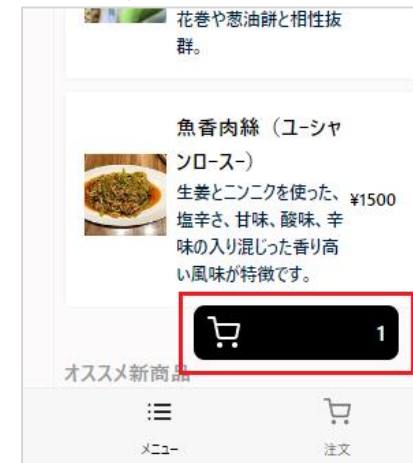 花巻や葱油餅と相性抜
群。
魚香肉絲（ユーシャ
ンロースー）
生姜とニンニクを使った、
塩辛さ、甘味、酸味、辛
味の入り混じった香り高
い風味が特徴です。
¥1500
1
オススメ新商品
メニュー
注文